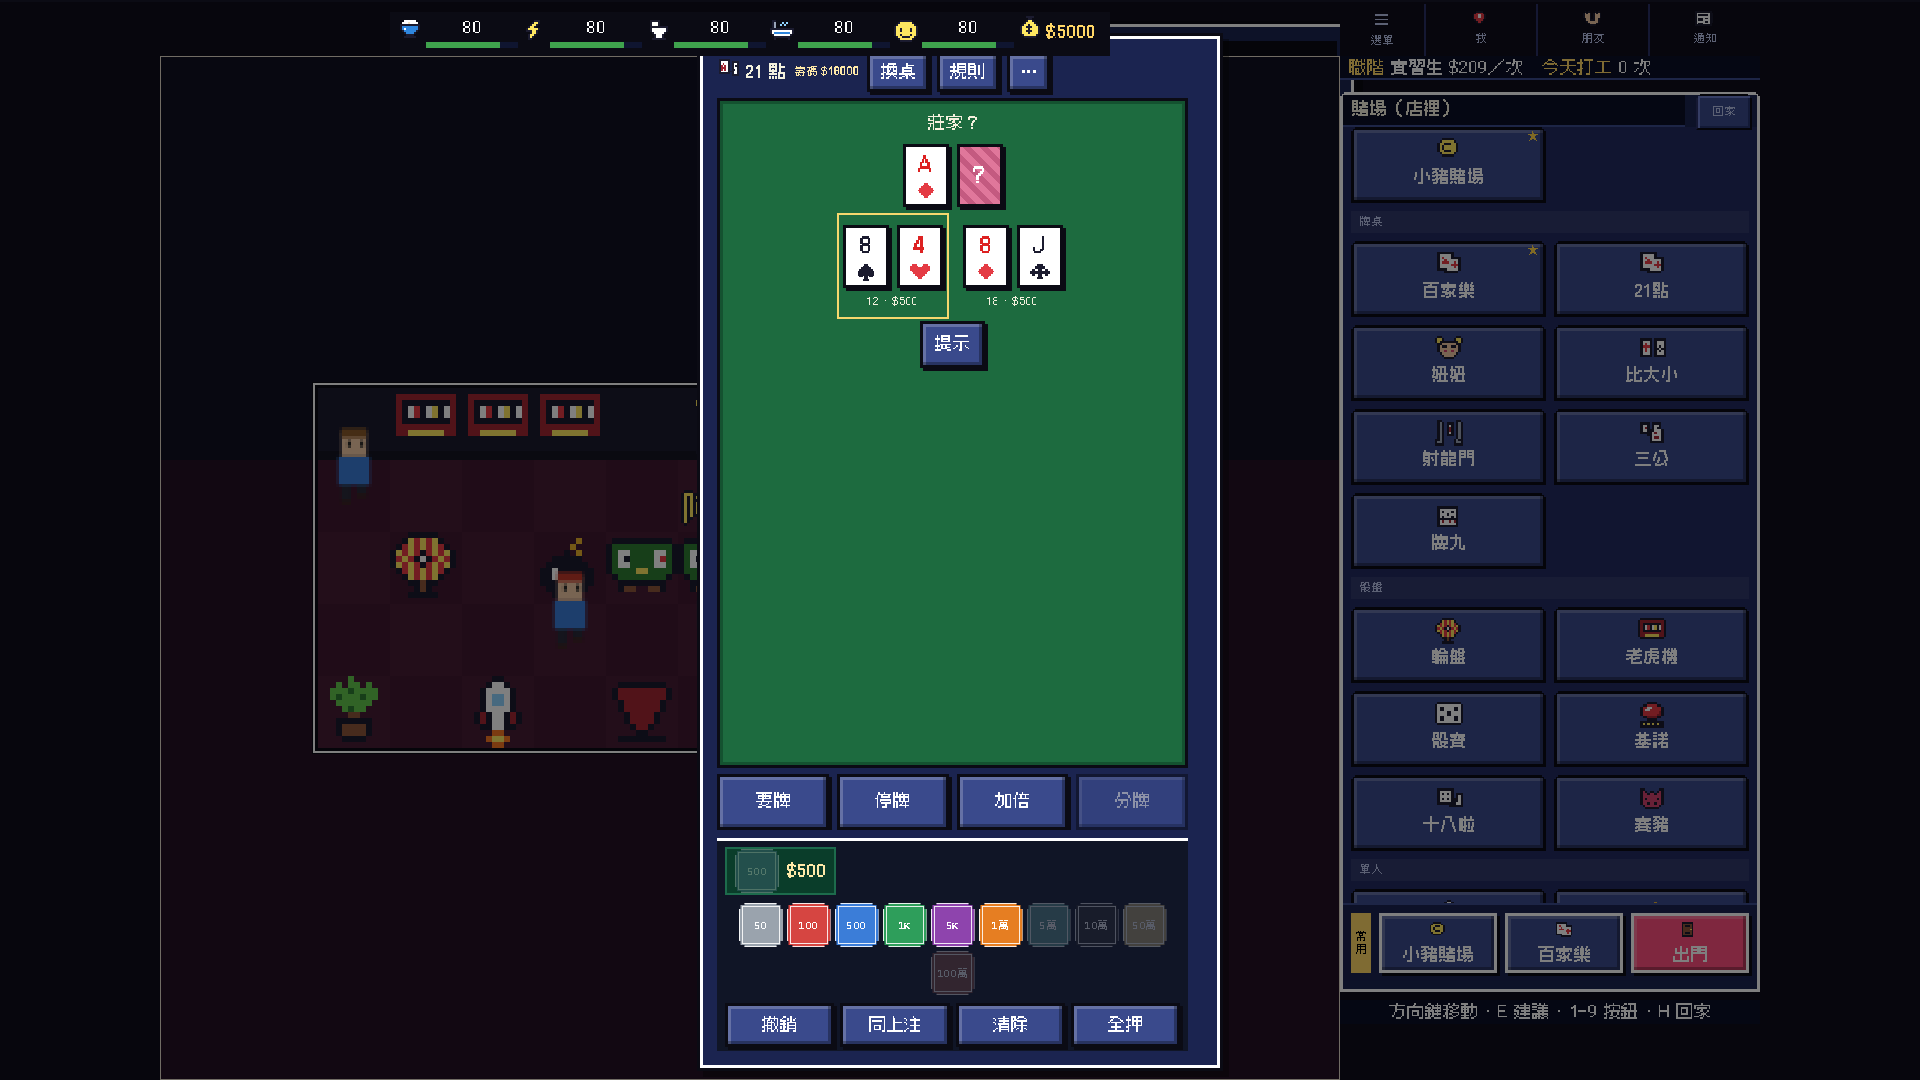 80 80 80 80 80 $5000
選單 我 朋友 通知
職階 實習生 $209／次 今天打工 0 次
21 點 籌碼 $18000 換桌 規則 ...
莊家？
A ?
8 4 8 J
12 · $500 18 · $500
提示
要牌 停牌 加倍 分牌
500 $500
50 100 500 1K 5K 1萬 5萬 10萬 50萬
100萬
撤銷 同上注 清除 全押
賭場（店裡） 回家
小豬賭場
牌桌
百家樂 21點
妞妞 比大小
射龍門 三公
牌九
骰盤
輪盤 老虎機
骰寶 基諾
十八啦 賽豬
單人
常用 小豬賭場 百家樂 出門
方向鍵移動 · E 建議 · 1-9 按鈕 · H 回家